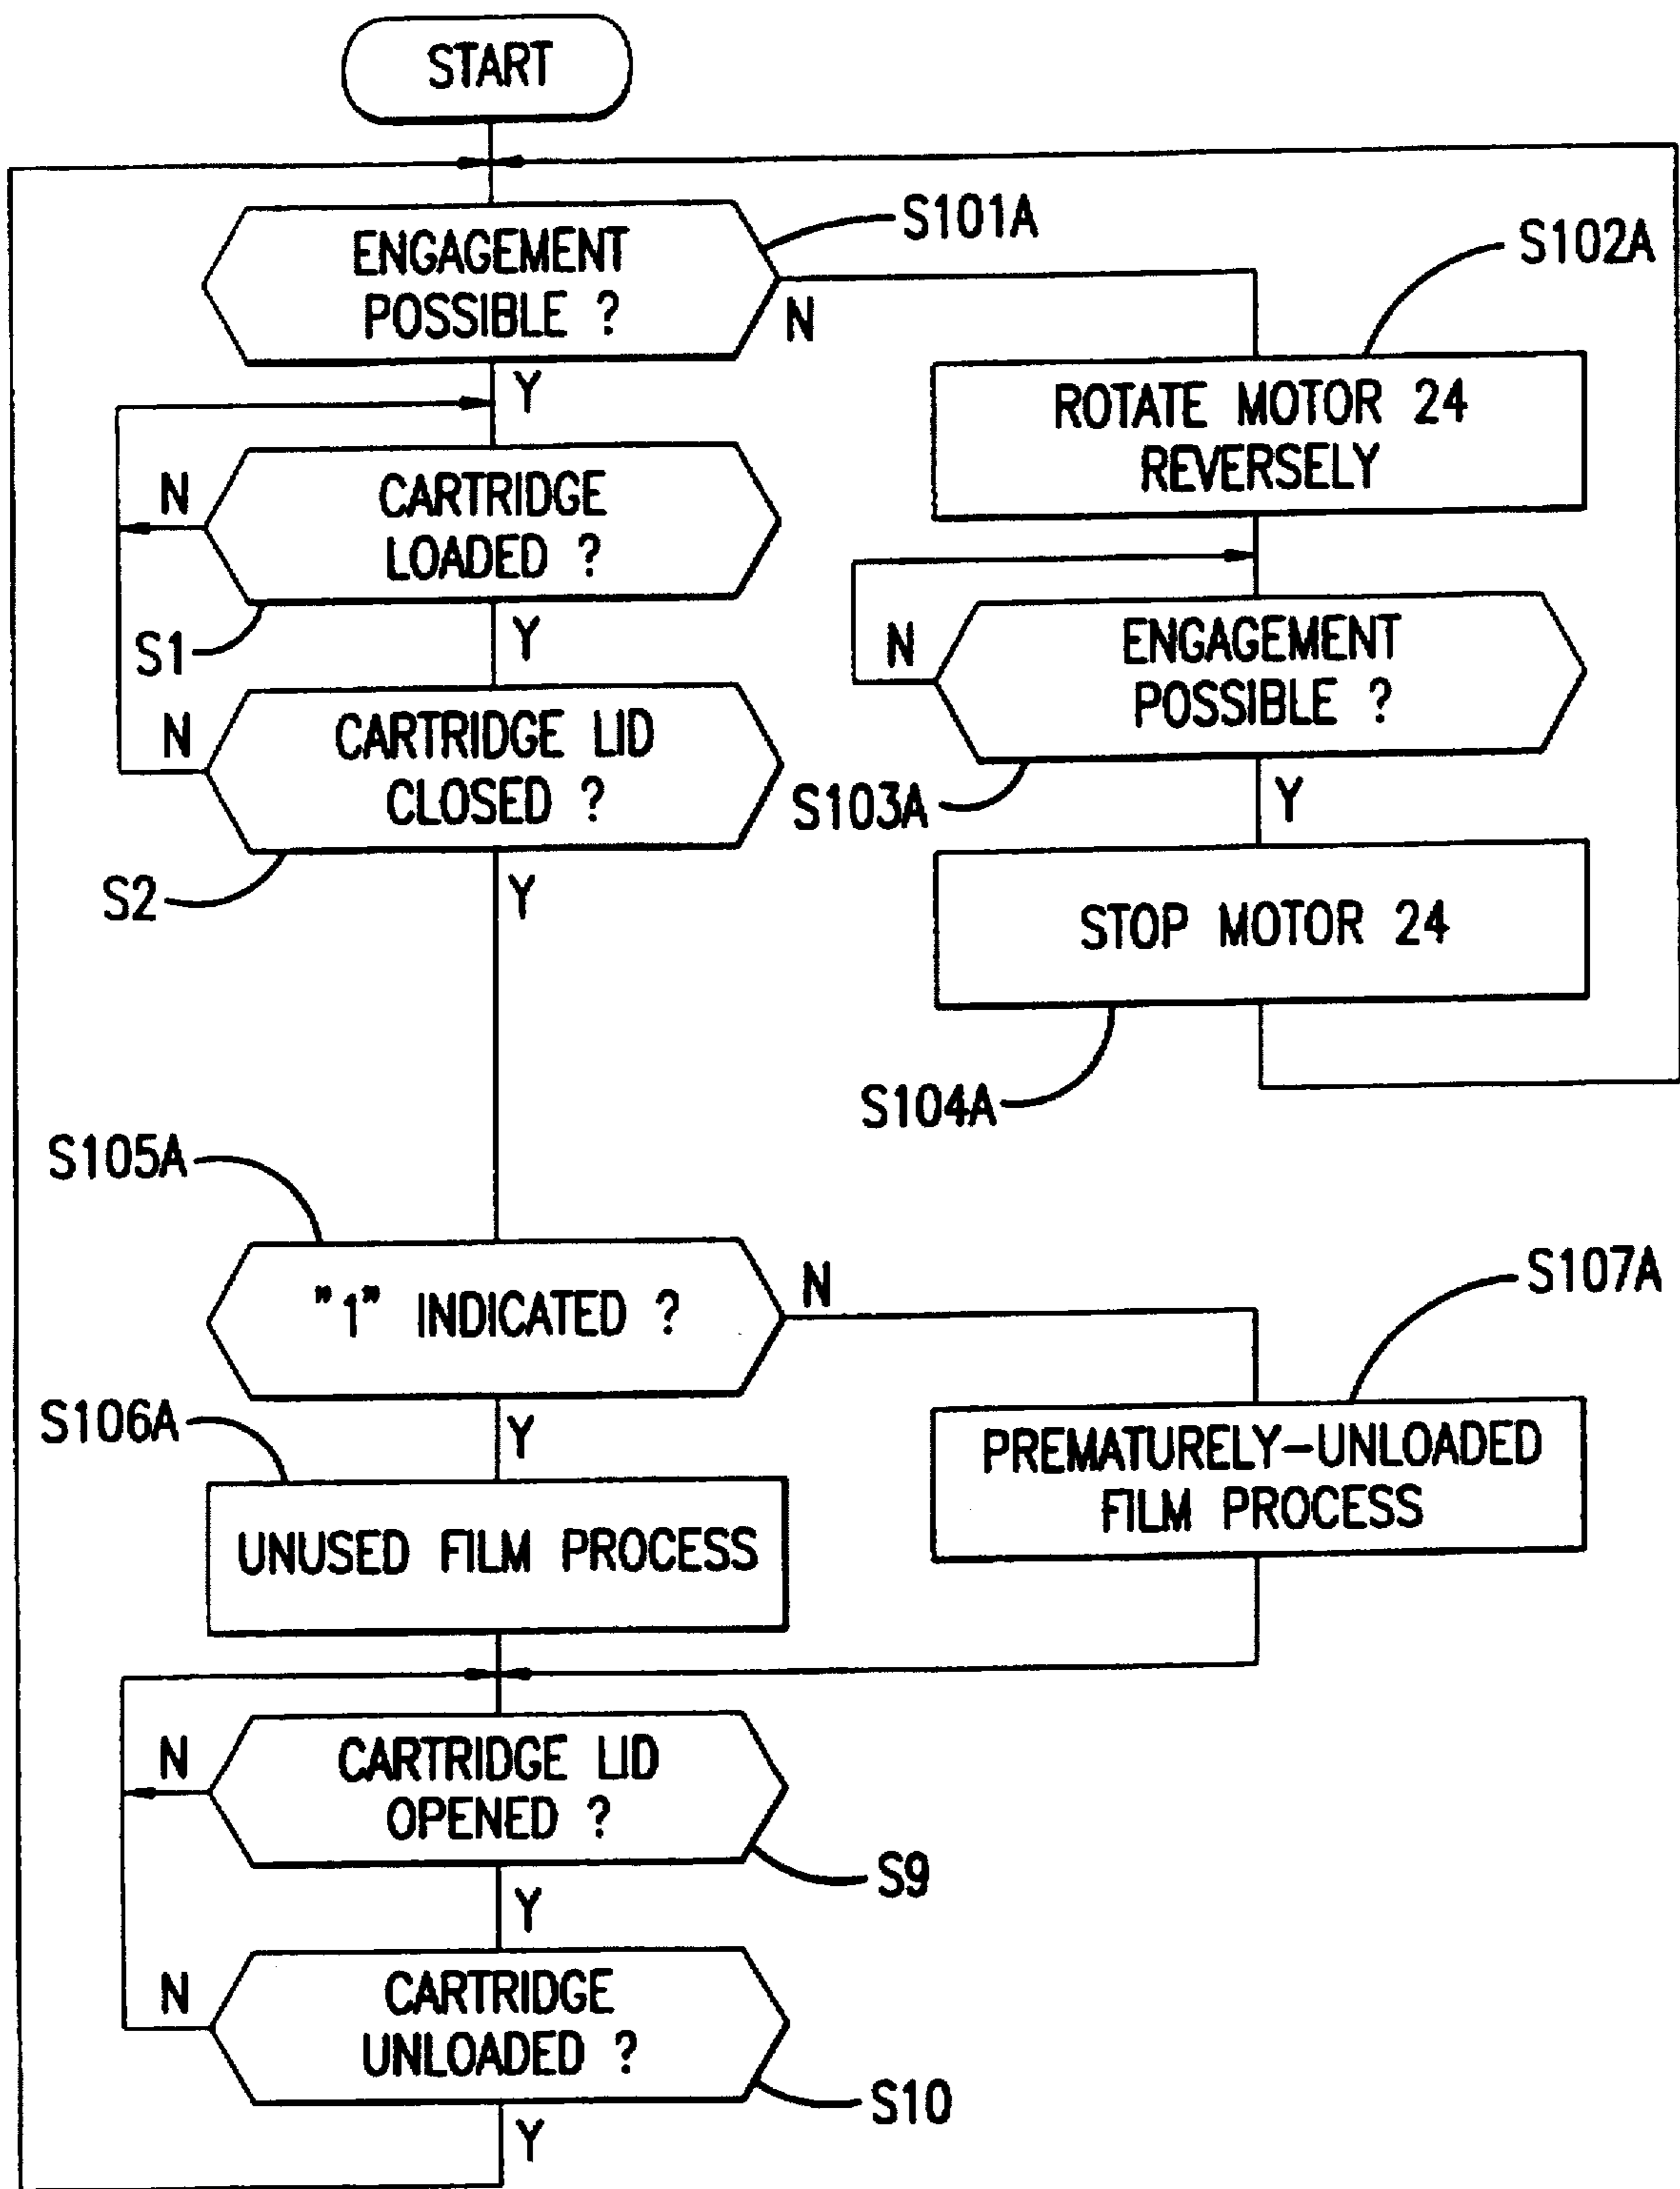 START
ENGAGEMENT
POSSIBLE ?
S101A
N
Y
S102A
ROTATE MOTOR 24
REVERSELY
CARTRIDGE
LOADED ?
N
S1
Y
ENGAGEMENT
POSSIBLE ?
N
S103A
Y
CARTRIDGE LID
CLOSED ?
N
S2
Y
STOP MOTOR 24
S104A
S105A
"1" INDICATED ?
N
S107A
Y
S106A
UNUSED FILM PROCESS
PREMATURELY-UNLOADED
FILM PROCESS
N
CARTRIDGE LID
OPENED ?
S9
Y
N
CARTRIDGE
UNLOADED ?
S10
Y